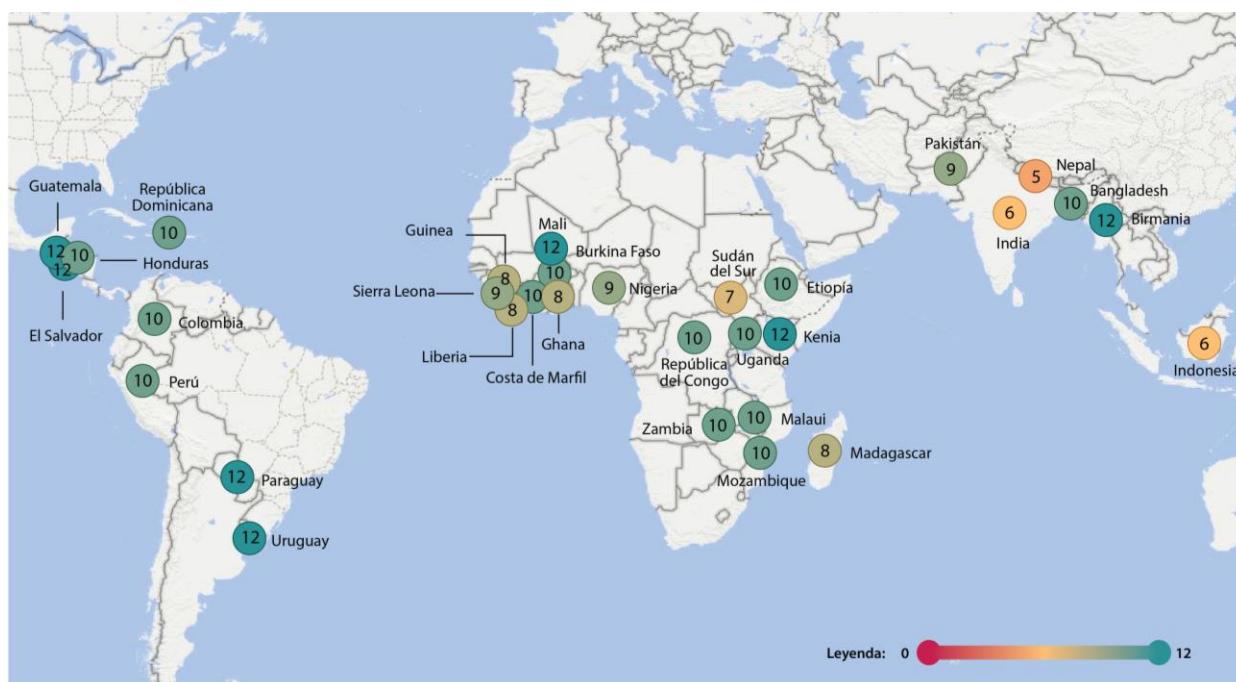 Guatemala
12
12
El Salvador
10
Honduras
República
Dominicana
10
10
Colombia
10
Perú
12
Paraguay
12
Uruguay
Guinea
8
Sierra Leona
9
8
Liberia
Mali
12
Burkina Faso
10
10
Costa de Marfil
8
Ghana
9
Nigeria
Sudán
del Sur
7
10
Etiopía
10
República
del Congo
10
Uganda
12
Kenia
Zambia
10
10
Malaui
10
Mozambique
8
Madagascar
Pakistán
9
5
Nepal
6
India
10
Bangladesh
12
Birmania
6
Indonesia
Leyenda: 0 12